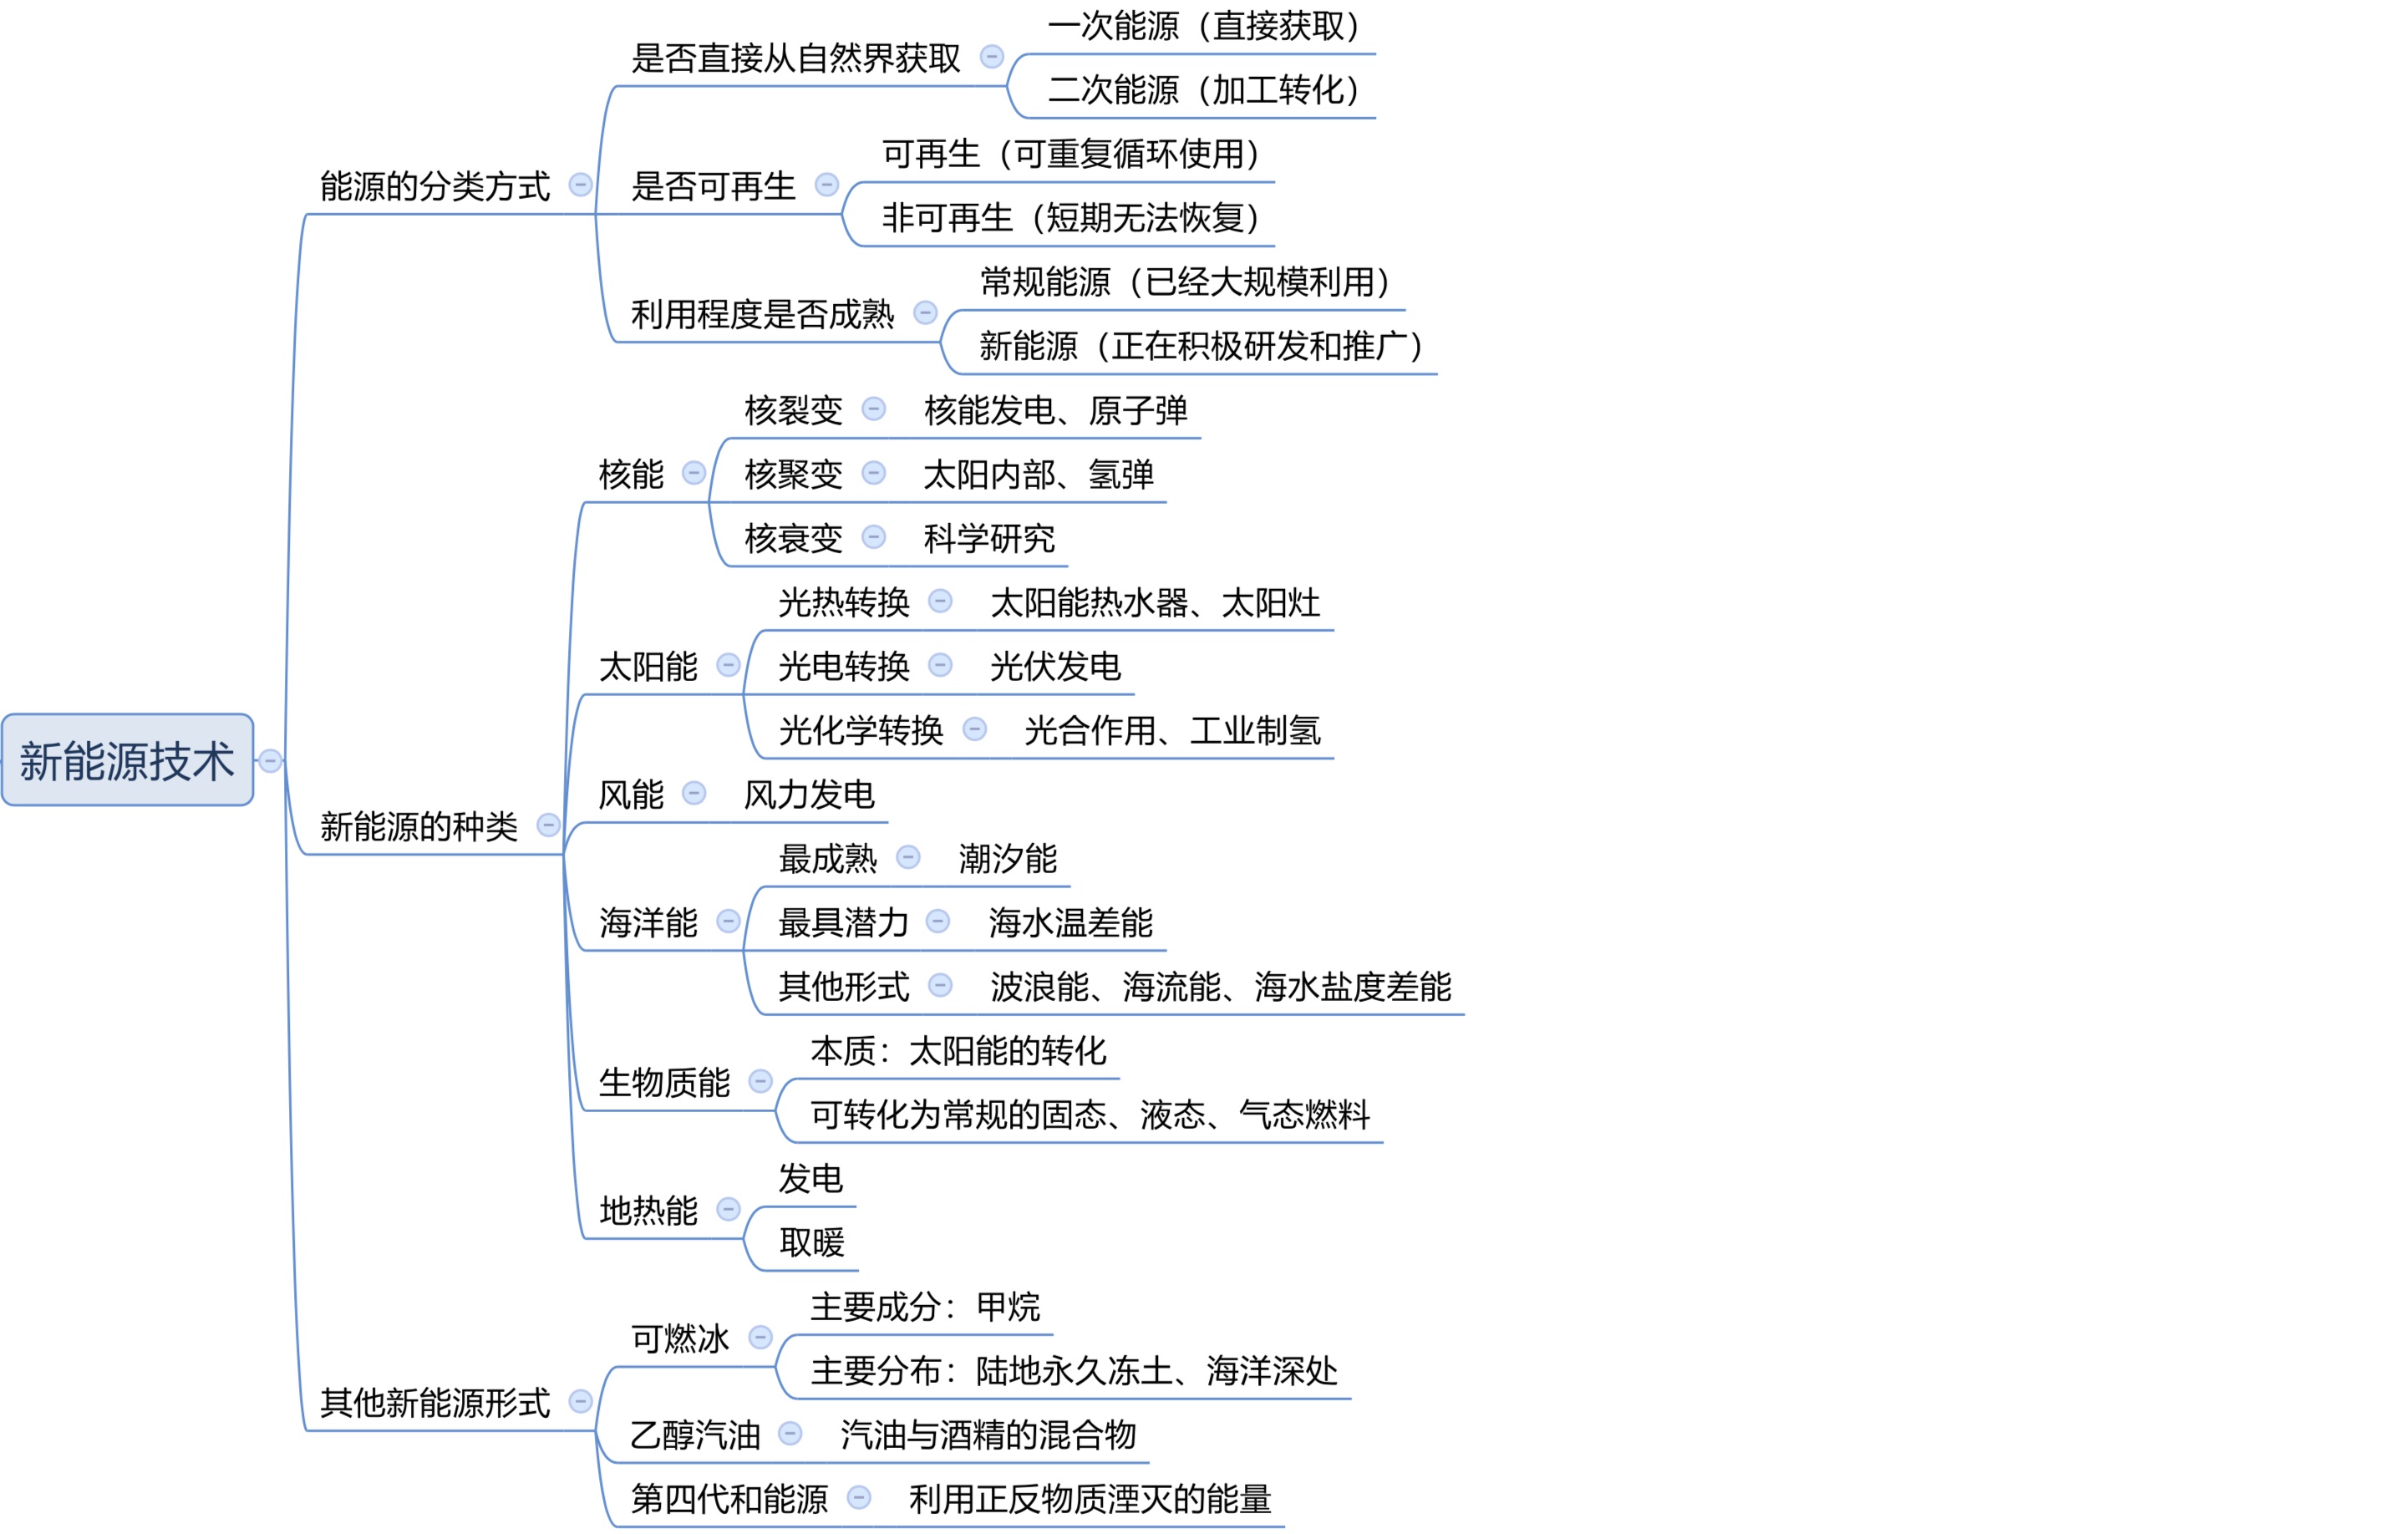 新能源技术
能源的分类方式
是否直接从自然界获取
一次能源（直接获取）
二次能源（加工转化）
是否可再生
可再生（可重复循环使用）
非可再生（短期无法恢复）
利用程度是否成熟
常规能源（已经大规模利用）
新能源（正在积极研发和推广）
新能源的种类
核能
核裂变
核能发电、原子弹
核聚变
太阳内部、氢弹
核衰变
科学研究
太阳能
光热转换
太阳能热水器、太阳灶
光电转换
光伏发电
光化学转换
光合作用、工业制氢
风能
风力发电
海洋能
最成熟
潮汐能
最具潜力
海水温差能
其他形式
波浪能、海流能、海水盐度差能
生物质能
本质：太阳能的转化
可转化为常规的固态、液态、气态燃料
地热能
发电
取暖
其他新能源形式
可燃冰
主要成分：甲烷
主要分布：陆地永久冻土、海洋深处
乙醇汽油
汽油与酒精的混合物
第四代和能源
利用正反物质湮灭的能量